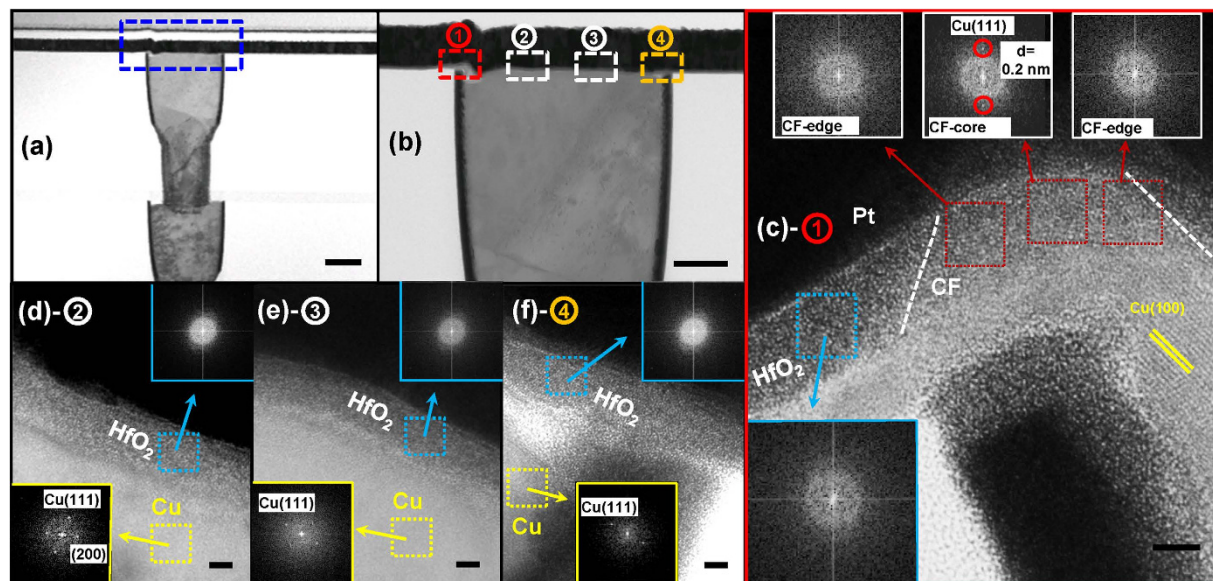 (a)
(b)
①
②
③
④
Cu(111)
d=
0.2 nm
CF-edge
CF-core
CF-edge
(c)-①
Pt
CF
HfO₂
Cu(100)
(d)-②
HfO₂
Cu(111)
(200)
Cu
(e)-③
HfO₂
Cu(111)
Cu
(f)-④
HfO₂
Cu
Cu(111)